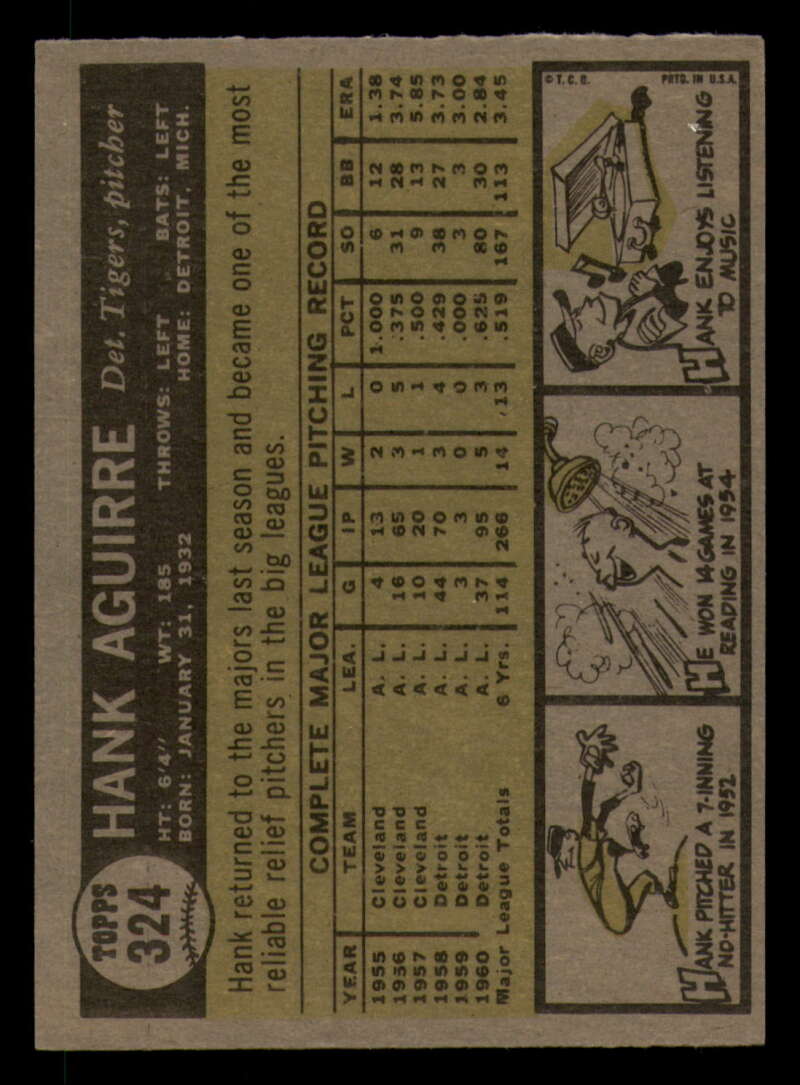 TOPPS
324
HANK AGUIRRE Det. Tigers, pitcher
HT: 6'4" WT: 185 THROWS: LEFT BATS: LEFT
BORN: JANUARY 31, 1932 HOME: DETROIT, MICH.
Hank returned to the majors last season and became one of the most
reliable relief pitchers in the big leagues.
COMPLETE MAJOR LEAGUE PITCHING RECORD
YEAR TEAM LEA. G IP W L PCT SO BB ERA
1955 Cleveland A. L. 4 13 2 0 1.000 6 12 1.38
1956 Cleveland A. L. 16 65 3 5 .375 31 28 3.74
1957 Cleveland A. L. 10 20 1 1 .500 9 13 5.85
1958 Detroit A. L. 44 70 3 4 .429 38 27 3.73
1959 Detroit A. L. 3 3 0 0 .000 3 3 3.00
1960 Detroit A. L. 37 95 5 3 .625 80 30 2.84
Major League Totals 6 Yrs. 114 266 14 13 .519 167 113 3.45
HANK PITCHED A 7-INNING
NO-HITTER IN 1952
HE WON 14 GAMES AT
READING IN 1954
© T. C. G. PRTD. IN U.S.A.
HANK ENJOYS LISTENING
TO MUSIC